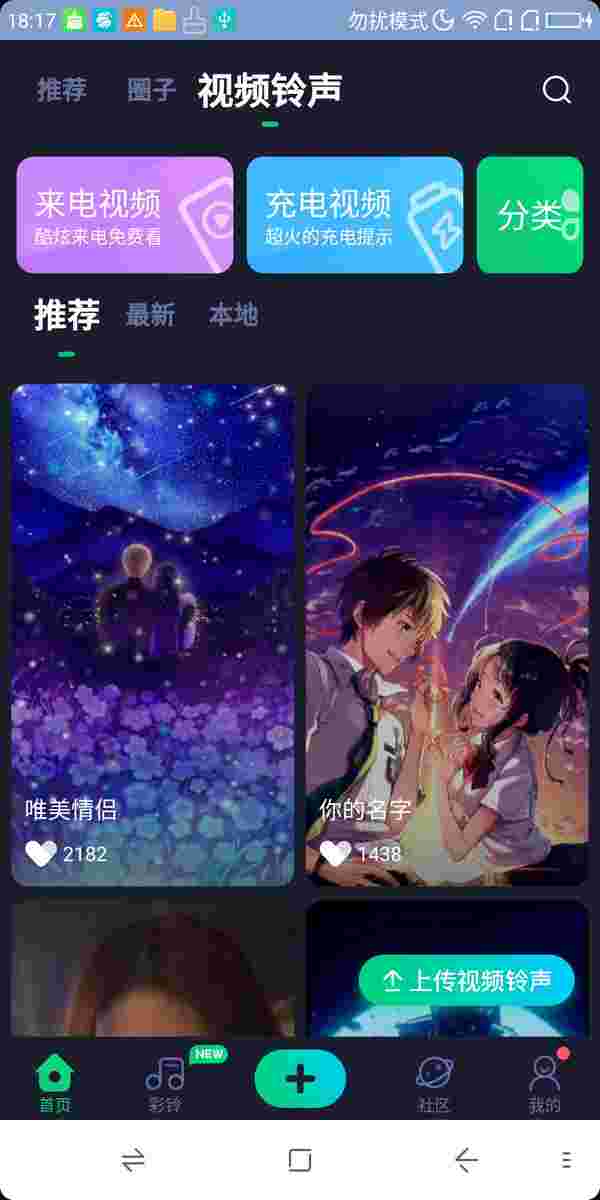 18:17 勿扰模式
推荐 圈子 视频铃声
来电视频 充电视频 分类
酷炫来电免费看 超火的充电提示
推荐 最新 本地
唯美情侣 你的名字
2182 1438
上传视频铃声
NEW
首页 彩铃 社区 我的